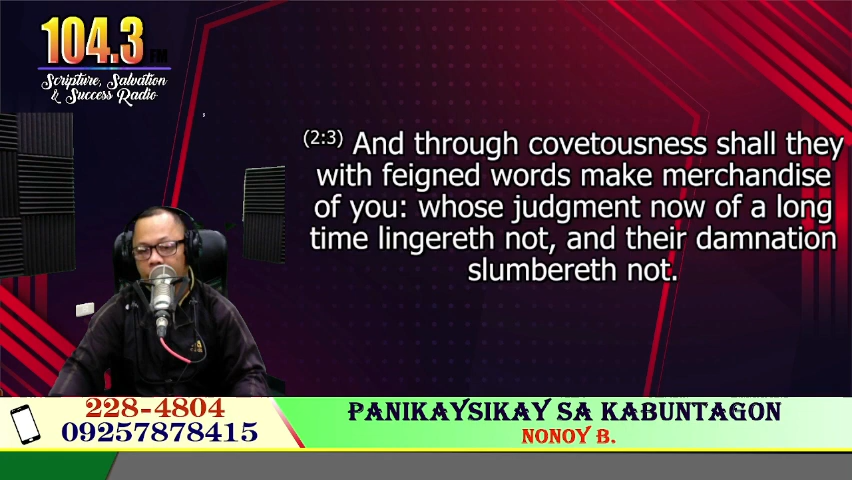 104.3 FM
Scripture, Salvation
& Success Radio
(2:3) And through covetousness shall they
with feigned words make merchandise
of you: whose judgment now of a long
time lingereth not, and their damnation
slumbereth not.
228-4804
09257878415
PANIKAYSIKAY SA KABUNTAGON
NONOY B.